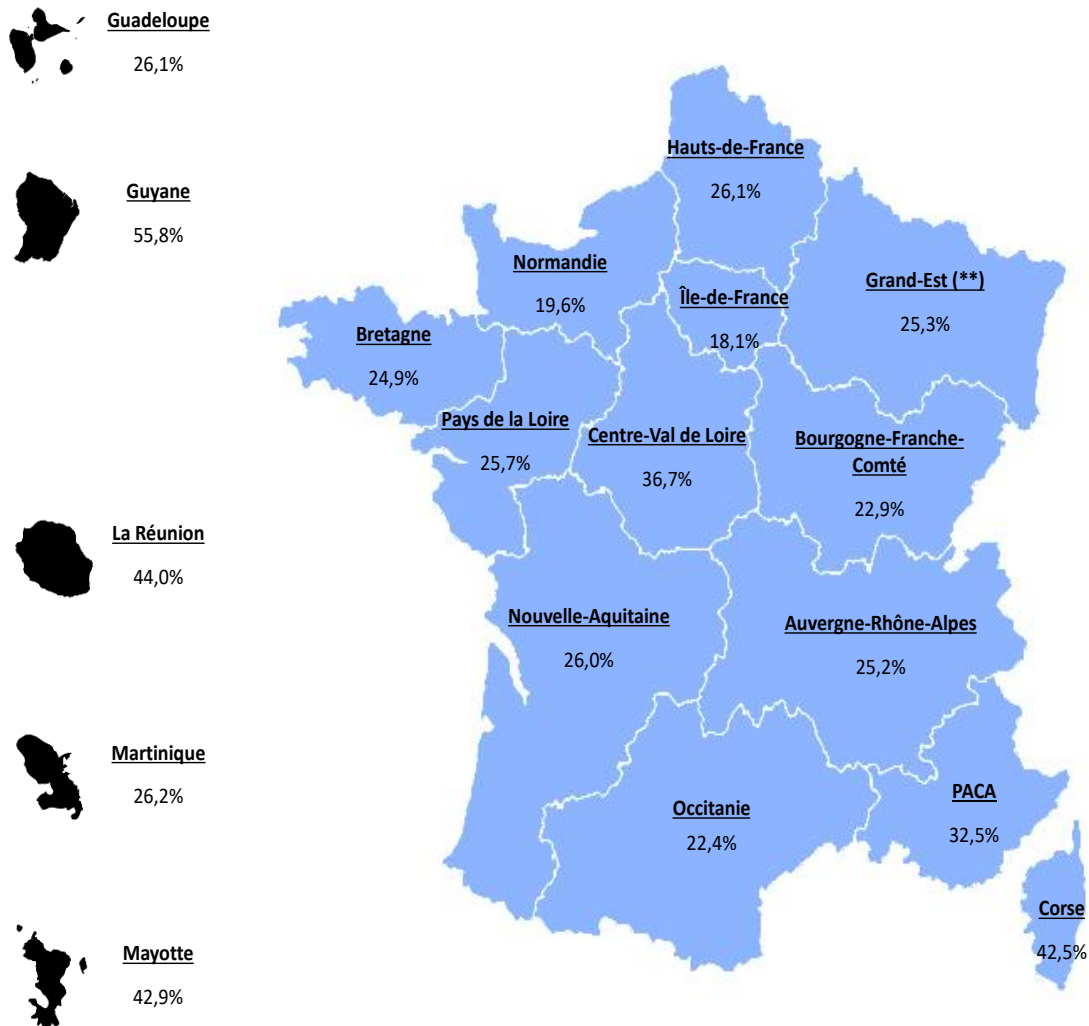 Guadeloupe
26,1%
Guyane
55,8%
La Réunion
44,0%
Martinique
26,2%
Mayotte
42,9%
Hauts-de-France
26,1%
Normandie
19,6%
Île-de-France
18,1%
Grand-Est (**)
25,3%
Bretagne
24,9%
Pays de la Loire
25,7%
Centre-Val de Loire
36,7%
Bourgogne-Franche-
Comté
22,9%
Nouvelle-Aquitaine
26,0%
Auvergne-Rhône-Alpes
25,2%
Occitanie
22,4%
PACA
32,5%
Corse
42,5%